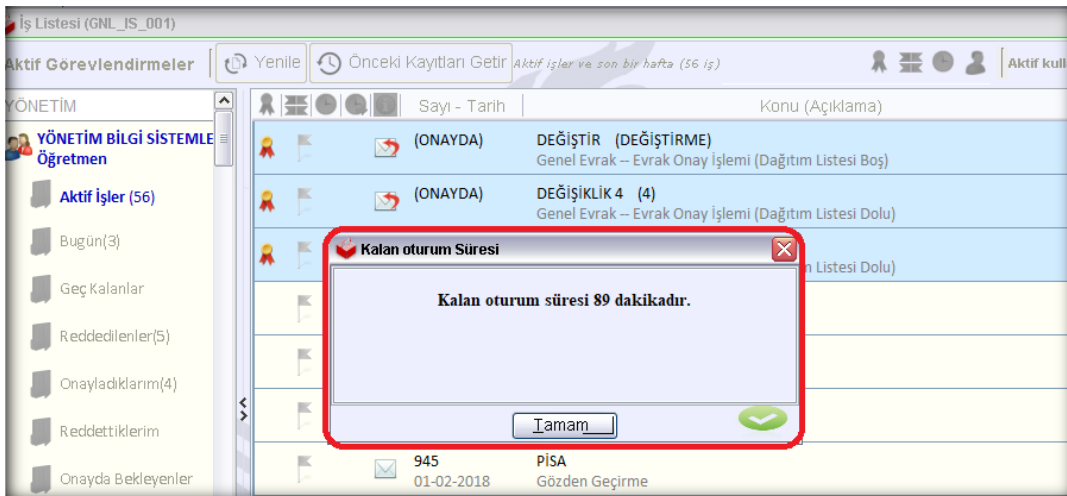 İş Listesi (GNL_IS_001)
Aktif Görevlendirmeler
Yenile
Önceki Kayıtları Getir
Aktif işler ve son bir hafta (56 iş)
Aktif kull
YÖNETİM
Sayı - Tarih
Konu (Açıklama)
YÖNETİM BİLGİ SİSTEMLE
Öğretmen
(ONAYDA)
DEĞİŞTİR (DEĞİŞTİRME)
Genel Evrak -- Evrak Onay İşlemi (Dağıtım Listesi Boş)
Aktif İşler (56)
(ONAYDA)
DEĞİŞİKLİK 4 (4)
Genel Evrak -- Evrak Onay İşlemi (Dağıtım Listesi Dolu)
Bugün(3)
Kalan oturum Süresi
Listesi Dolu)
Geç Kalanlar
Kalan oturum süresi 89 dakikadır.
Reddedilenler(5)
Onayladıklarım(4)
Reddettiklerim
Tamam
Onayda Bekleyenler
945
01-02-2018
PİSA
Gözden Geçirme